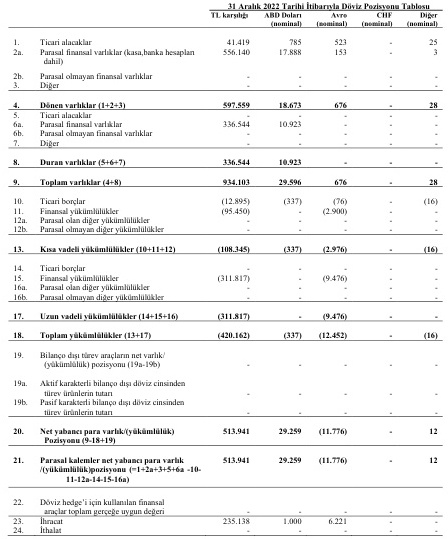 31 Aralık 2022 Tarihi İtibarıyla Döviz Pozisyonu Tablosu
TL karşılığı ABD Doları (nominal) Avro (nominal) CHF (nominal) Diğer (nominal)
1. Ticari alacaklar 41.419 785 523 - 25
2a. Parasal finansal varlıklar (kasa,banka hesapları 556.140 17.888 153 - 3
dahil)
2b. Parasal olmayan finansal varlıklar - - - - -
3. Diğer - - - - -
4. Dönen varlıklar (1+2+3) 597.559 18.673 676 - 28
5. Ticari alacaklar - - - - -
6a. Parasal finansal varlıklar 336.544 10.923 - - -
6b. Parasal olmayan finansal varlıklar - - - - -
7. Diğer - - - - -
8. Duran varlıklar (5+6+7) 336.544 10.923 - - -
9. Toplam varlıklar (4+8) 934.103 29.596 676 - 28
10. Ticari borçlar (12.895) (337) (76) - (16)
11. Finansal yükümlülükler (95.450) - (2.900) - -
12a. Parasal olan diğer yükümlülükler - - - - -
12b. Parasal olmayan diğer yükümlülükler - - - - -
13. Kısa vadeli yükümlülükler (10+11+12) (108.345) (337) (2.976) - (16)
14. Ticari borçlar - - - - -
15. Finansal yükümlülükler (311.817) - (9.476) - -
16a. Parasal olan diğer yükümlülükler - - - - -
16b. Parasal olmayan diğer yükümlülükler - - - - -
17. Uzun vadeli yükümlülükler (14+15+16) (311.817) - (9.476) - -
18. Toplam yükümlülükler (13+17) (420.162) (337) (12.452) - (16)
19. Bilanço dışı türev araçların net varlık/
(yükümlülük) pozisyonu (19a-19b) - - - - -
19a. Aktif karakterli bilanço dışı döviz cinsinden
türev ürünlerin tutarı - - - - -
19b. Pasif karakterli bilanço dışı döviz cinsinden
türev ürünlerin tutarı - - - - -
20. Net yabancı para varlık/(yükümlülük) 513.941 29.259 (11.776) - 12
Pozisyonu (9-18+19)
21. Parasal kalemler net yabancı para varlık 513.941 29.259 (11.776) - 12
/(yükümlülük)pozisyonu (=1+2a+3+5+6a -10-
11-12a-14-15-16a)
22. Döviz hedge'i için kullanılan finansal
araçlar toplam gerçeğe uygun değeri - - - - -
23. İhracat 235.138 1.000 6.221 - -
24. İthalat - - - - -